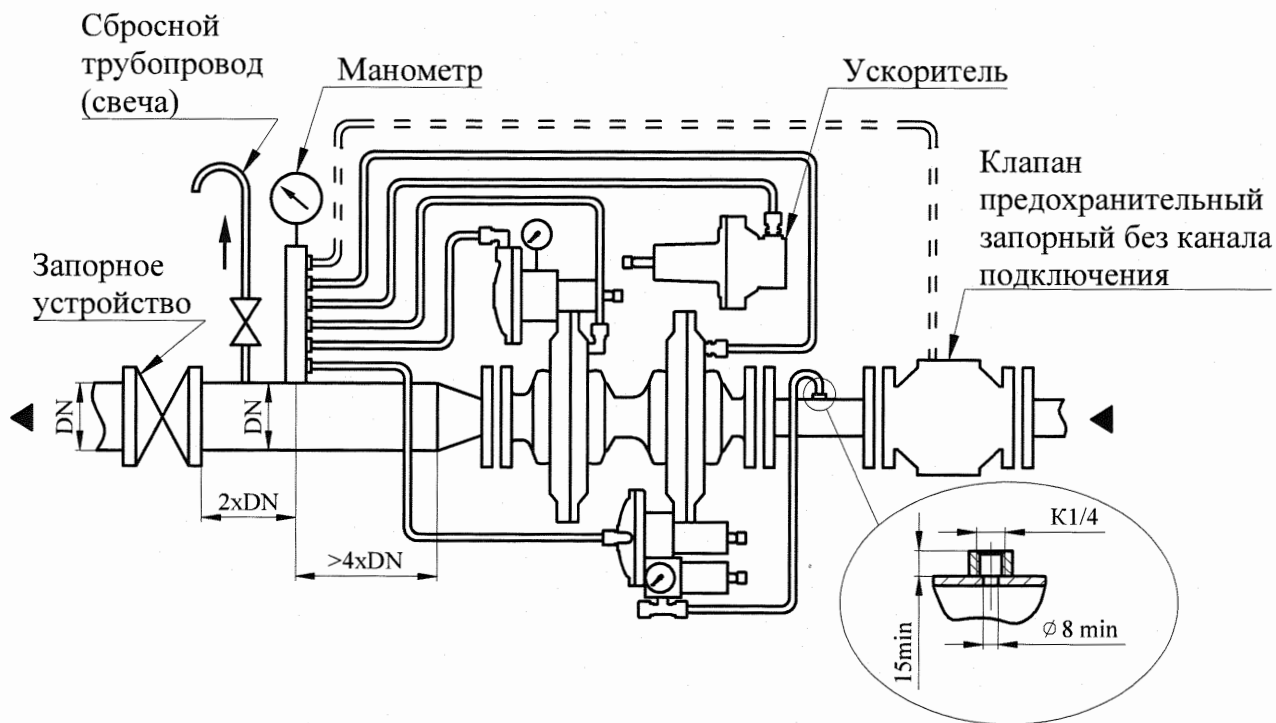 Сбросной
трубопровод
(свеча)
Манометр
Ускоритель
Клапан
предохранительный
запорный без канала
подключения
Запорное
устройство
DN
DN
2xDN
>4xDN
K1/4
15min
∅ 8 min